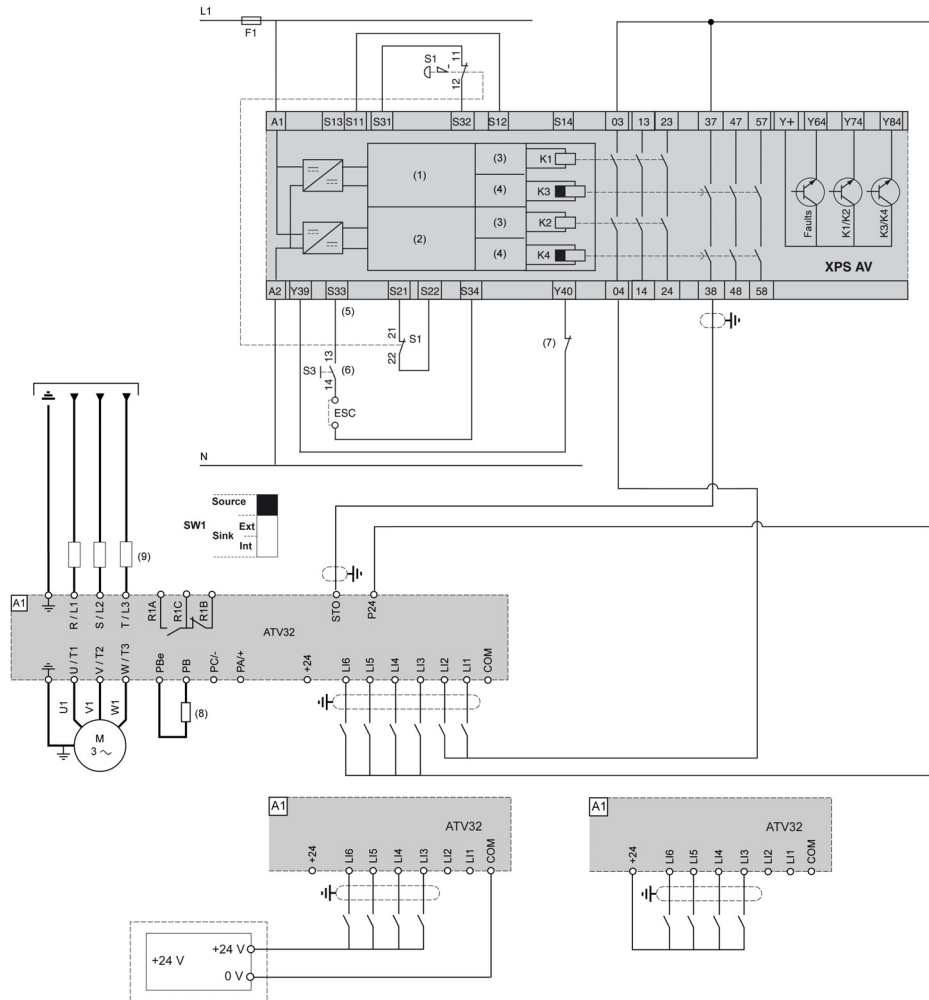 L1
F1
S1
11
12
A1 S13 S11 S31 S32 S12 S14 03 13 23 37 47 57 Y+ Y64 Y74 Y84
(1)
(3)
K1
(4)
K3
(2)
(3)
K2
(4)
K4
Faults
K1/K2
K3/K4
XPS AV
A2 Y39 S33 S21 S22 S34 Y40 04 14 24 38 48 58
(5)
21
22
S1
(7)
13
S3
(6)
14
ESC
N
Source
SW1
Sink
Ext
Int
(9)
A1
R / L1
S / L2
T / L3
R1A
R1C
R1B
STO
P24
ATV32
U / T1
V / T2
W / T3
PBe
PB
PC/-
PA/+
+24
LI6
LI5
LI4
LI3
LI2
LI1
COM
U1
V1
W1
(8)
M
3 ~
A1
ATV32
+24
LI6
LI5
LI4
LI3
LI2
LI1
COM
+24 V
+24 V
0 V
A1
ATV32
+24
LI6
LI5
LI4
LI3
LI2
LI1
COM